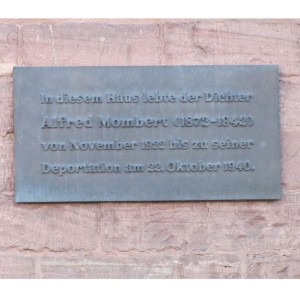 In diesem Haus lebte der Dichter
Alfred Mombert (1872-1942)
von November 1922 bis zu seiner
Deportation am 22. Oktober 1940.